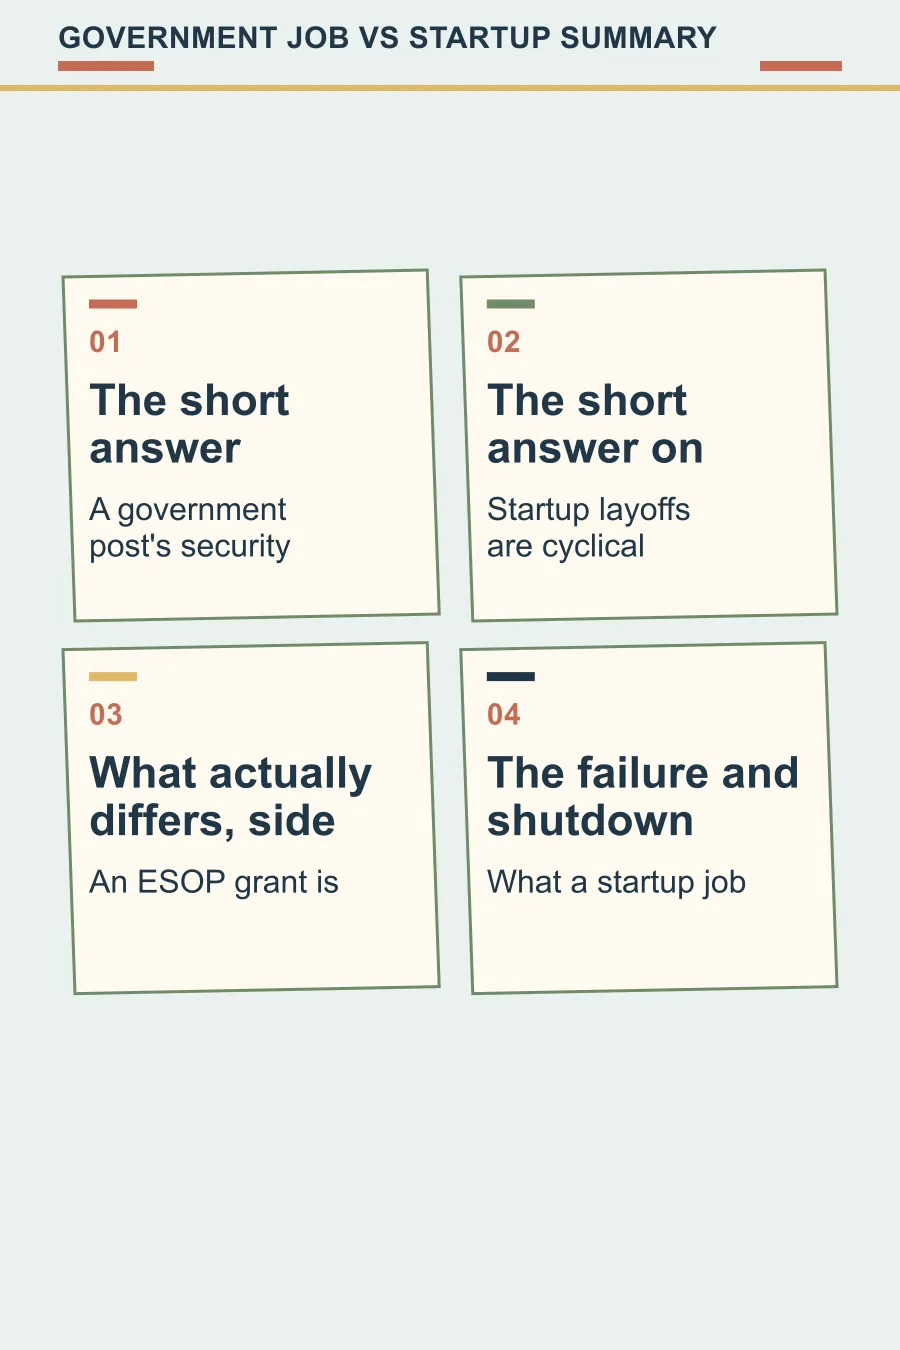 GOVERNMENT JOB VS STARTUP SUMMARY
01
The short
answer
A government
post's security
02
The short
answer on
Startup layoffs
are cyclical
03
What actually
differs, side
An ESOP grant is
04
The failure and
shutdown
What a startup job